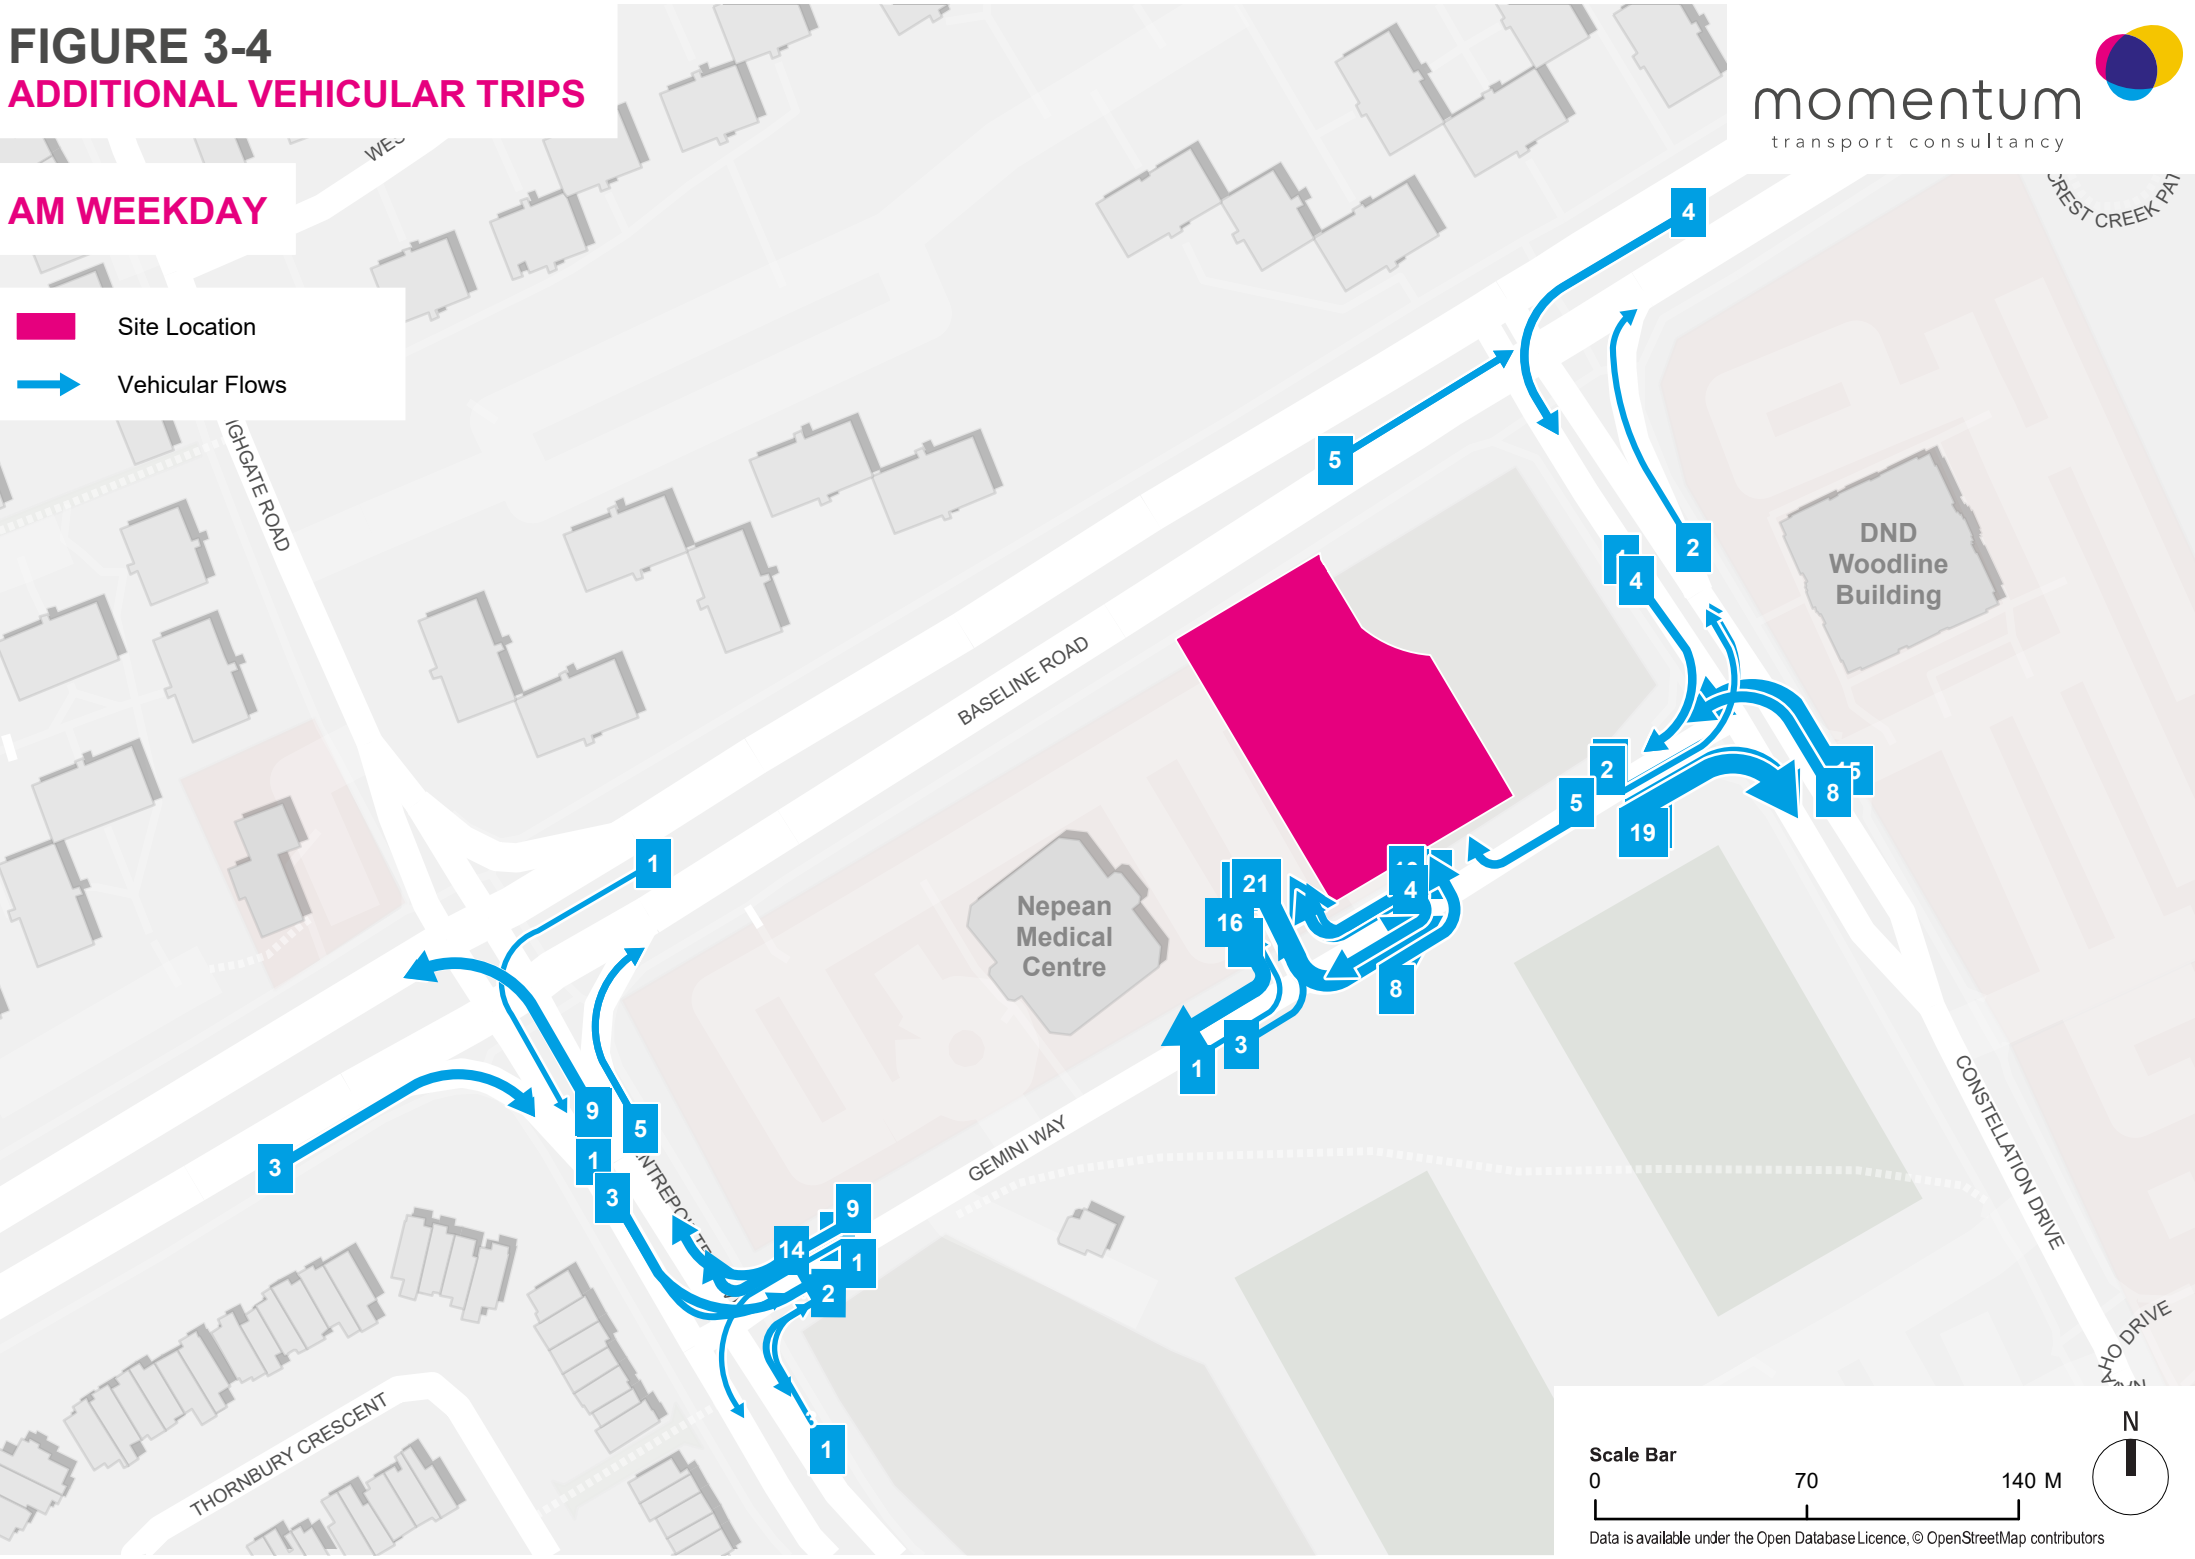 FIGURE 3-4
ADDITIONAL VEHICULAR TRIPS
momentum
transport consultancy
AM WEEKDAY
CREEK
4
Site Location
Vehicular Flows
5
2
4
DND
Woodline
Building
ROAD
BASELINE ROAD
2
5
15
8
19
1
21
4
16
Nepean
Medical
Centre
8
3
1
9
5
1
3
3
GEMINI WAY
CONSTELLATION DRIVE
9
14
1
2
1
THORNBURY CRESCENT
DRIVE
N
Scale Bar
0 70 140 M
Data is available under the Open Database Licence, © OpenStreetMap contributors